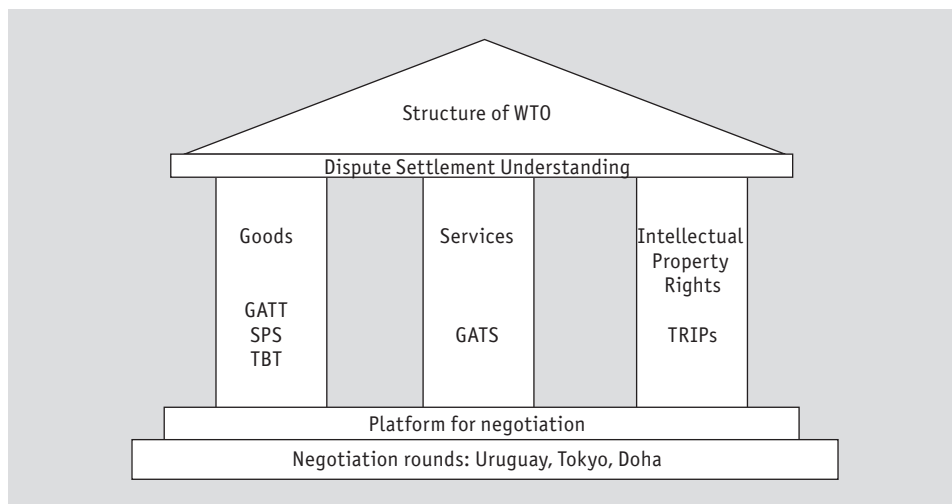 Structure of WTO
Dispute Settlement Understanding
Goods
GATT
SPS
TBT
Services
GATS
Intellectual
Property
Rights
TRIPs
Platform for negotiation
Negotiation rounds: Uruguay, Tokyo, Doha